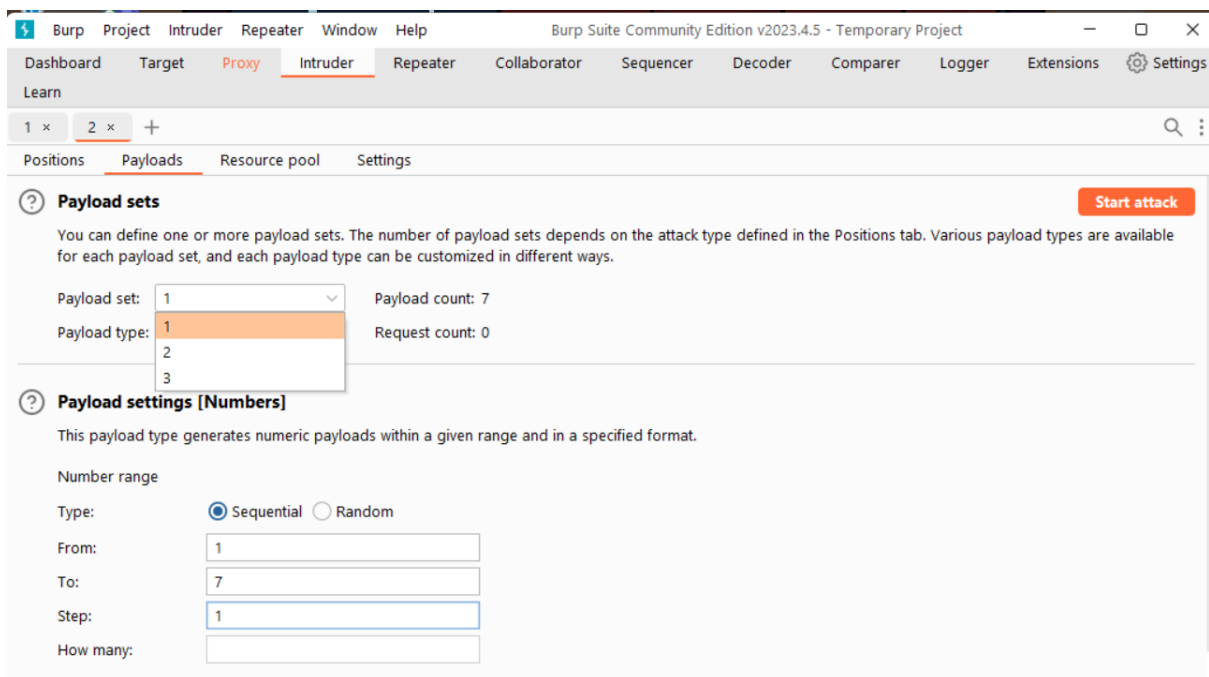 Burp Project Intruder Repeater Window Help Burp Suite Community Edition v2023.4.5 - Temporary Project
Dashboard Target Proxy Intruder Repeater Collaborator Sequencer Decoder Comparer Logger Extensions Settings
Learn
1 × 2 × +
Positions Payloads Resource pool Settings
Payload sets Start attack
You can define one or more payload sets. The number of payload sets depends on the attack type defined in the Positions tab. Various payload types are available
for each payload set, and each payload type can be customized in different ways.
Payload set: 1 Payload count: 7
Payload type: 1 Request count: 0
2
3
Payload settings [Numbers]
This payload type generates numeric payloads within a given range and in a specified format.
Number range
Type: Sequential Random
From: 1
To: 7
Step: 1
How many: